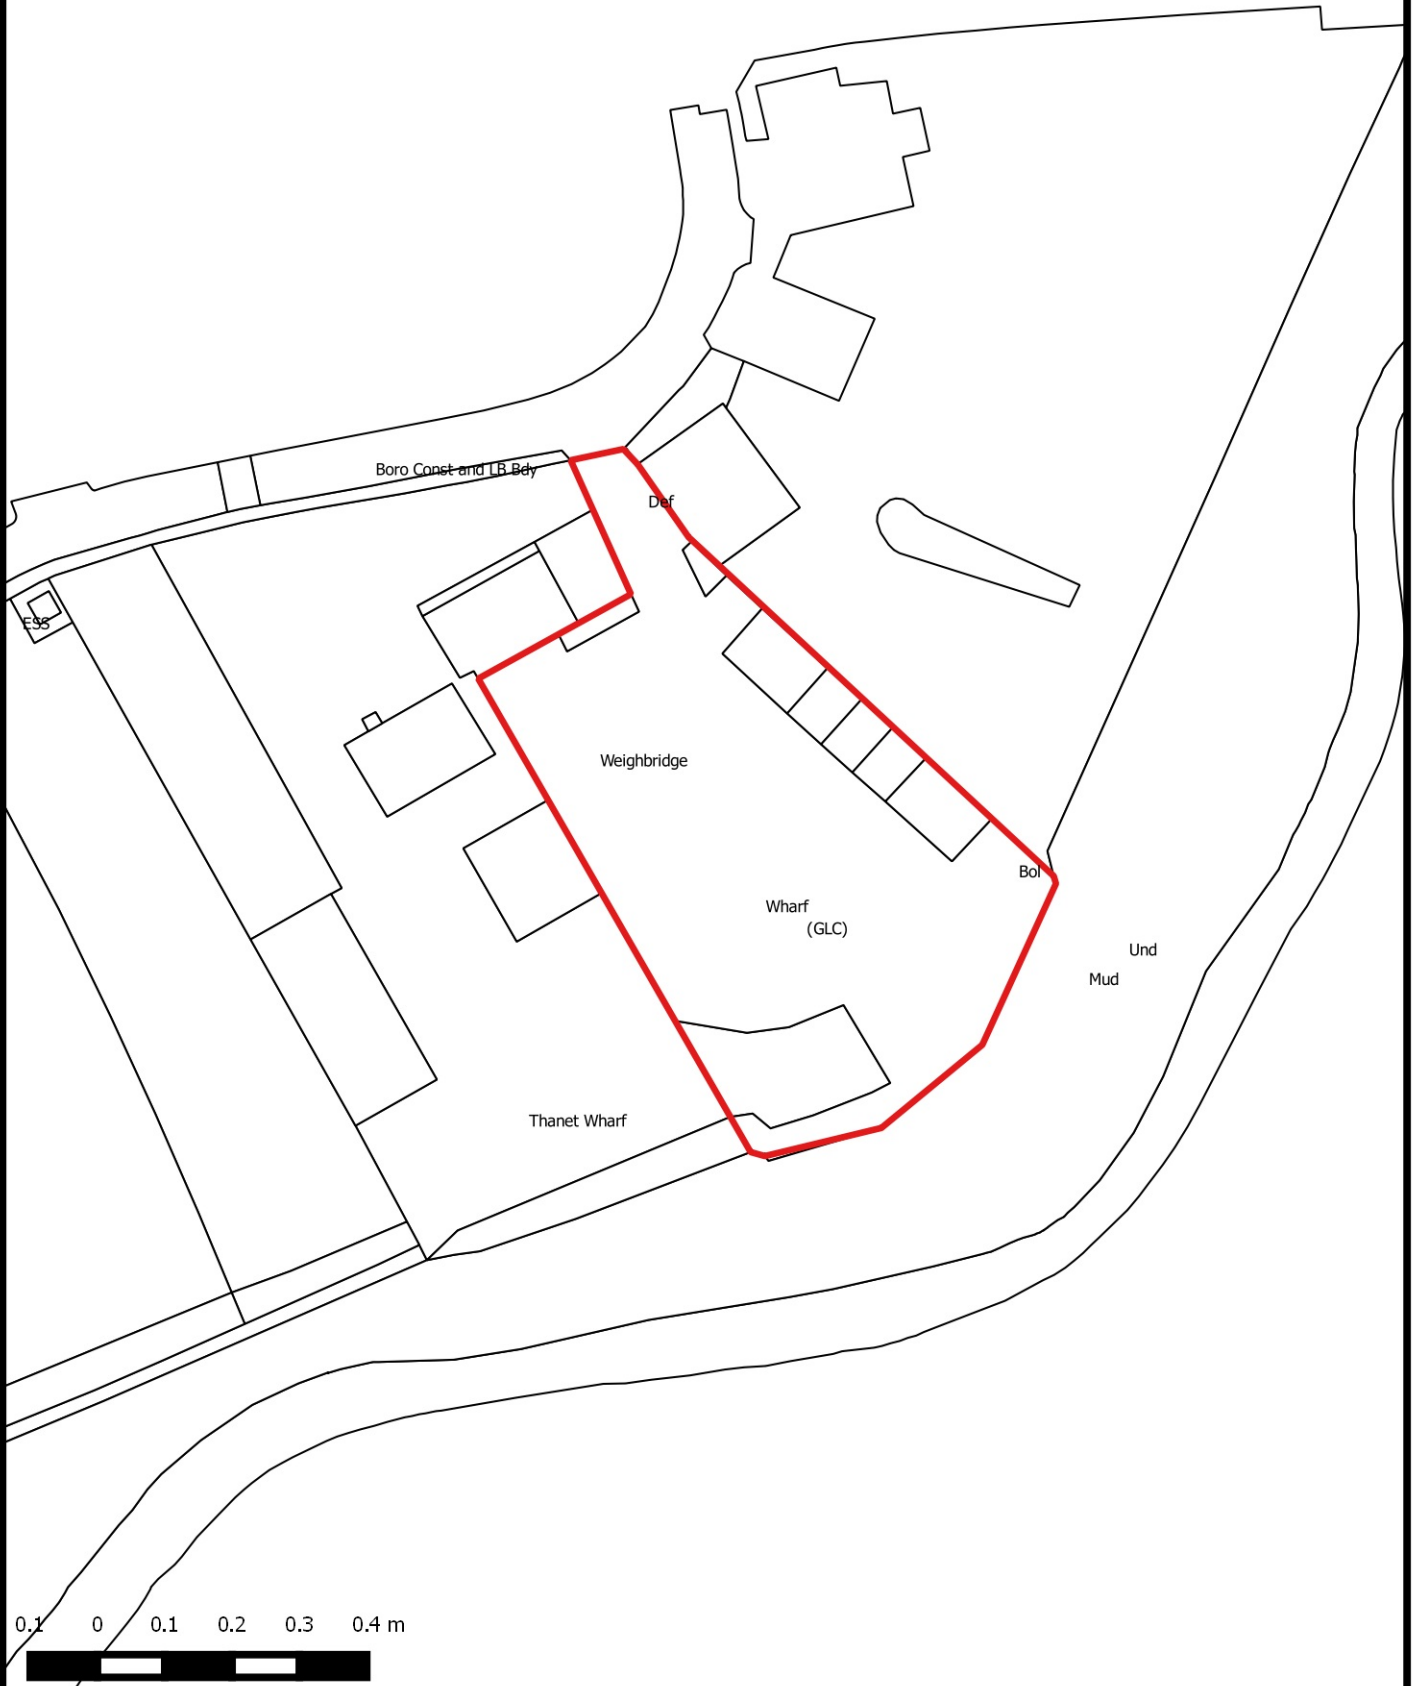 Boro Const and LB Bdy
Def
ESS
Weighbridge
Bol
Wharf
(GLC)
Und
Mud
Thanet Wharf
0.1 0 0.1 0.2 0.3 0.4 m